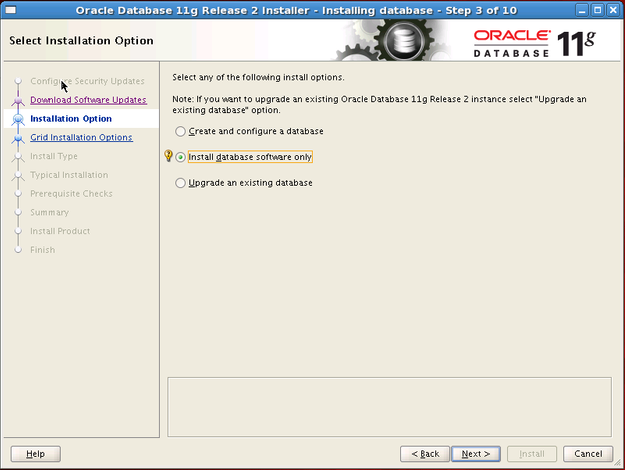 Oracle Database 11g Release 2 Installer - Installing database - Step 3 of 10
Select Installation Option
ORACLE
DATABASE
11g
Configure Security Updates
Download Software Updates
Installation Option
Grid Installation Options
Install Type
Typical Installation
Prerequisite Checks
Summary
Install Product
Finish
Select any of the following install options.
Note: If you want to upgrade an existing Oracle Database 11g Release 2 instance select "Upgrade an
existing database" option.
Create and configure a database
Install database software only
Upgrade an existing database
Help
< Back
Next >
Install
Cancel